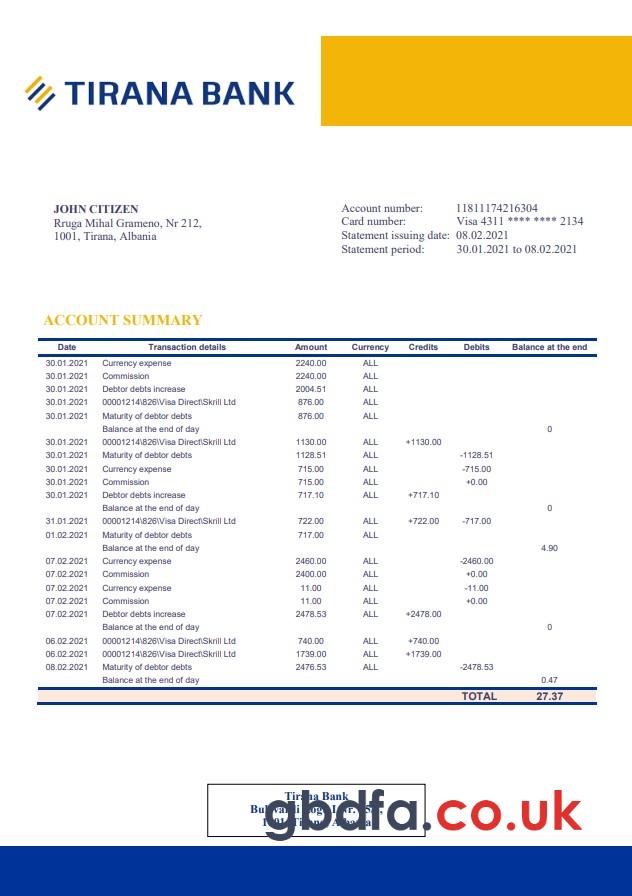 TIRANA BANK
JOHN CITIZEN
Rruga Mihal Grameno, Nr 212,
1001, Tirana, Albania
Account number: 11811174216304
Card number: Visa 4311 **** **** 2134
Statement issuing date: 08.02.2021
Statement period: 30.01.2021 to 08.02.2021
ACCOUNT SUMMARY
Date Transaction details Amount Currency Credits Debits Balance at the end
30.01.2021 Currency expense 2240.00 ALL
30.01.2021 Commission 2240.00 ALL
30.01.2021 Debtor debts increase 2004.51 ALL
30.01.2021 00001214\826\Visa Direct\Skrill Ltd 876.00 ALL
30.01.2021 Maturity of debtor debts 876.00 ALL
Balance at the end of day 0
30.01.2021 00001214\826\Visa Direct\Skrill Ltd 1130.00 ALL +1130.00
30.01.2021 Maturity of debtor debts 1128.51 ALL -1128.51
30.01.2021 Currency expense 715.00 ALL -715.00
30.01.2021 Commission 715.00 ALL +0.00
30.01.2021 Debtor debts increase 717.10 ALL +717.10
Balance at the end of day 0
31.01.2021 00001214\826\Visa Direct\Skrill Ltd 722.00 ALL +722.00 -717.00
01.02.2021 Maturity of debtor debts 717.00 ALL
Balance at the end of day 4.90
07.02.2021 Currency expense 2460.00 ALL -2460.00
07.02.2021 Commission 2400.00 ALL +0.00
07.02.2021 Currency expense 11.00 ALL -11.00
07.02.2021 Commission 11.00 ALL +0.00
07.02.2021 Debtor debts increase 2478.53 ALL +2478.00
Balance at the end of day 0
06.02.2021 00001214\826\Visa Direct\Skrill Ltd 740.00 ALL +740.00
06.02.2021 00001214\826\Visa Direct\Skrill Ltd 1739.00 ALL +1739.00
08.02.2021 Maturity of debtor debts 2476.53 ALL -2478.53
Balance at the end of day 0.47
TOTAL 27.37
Tirana Bank
gbdfa.co.uk